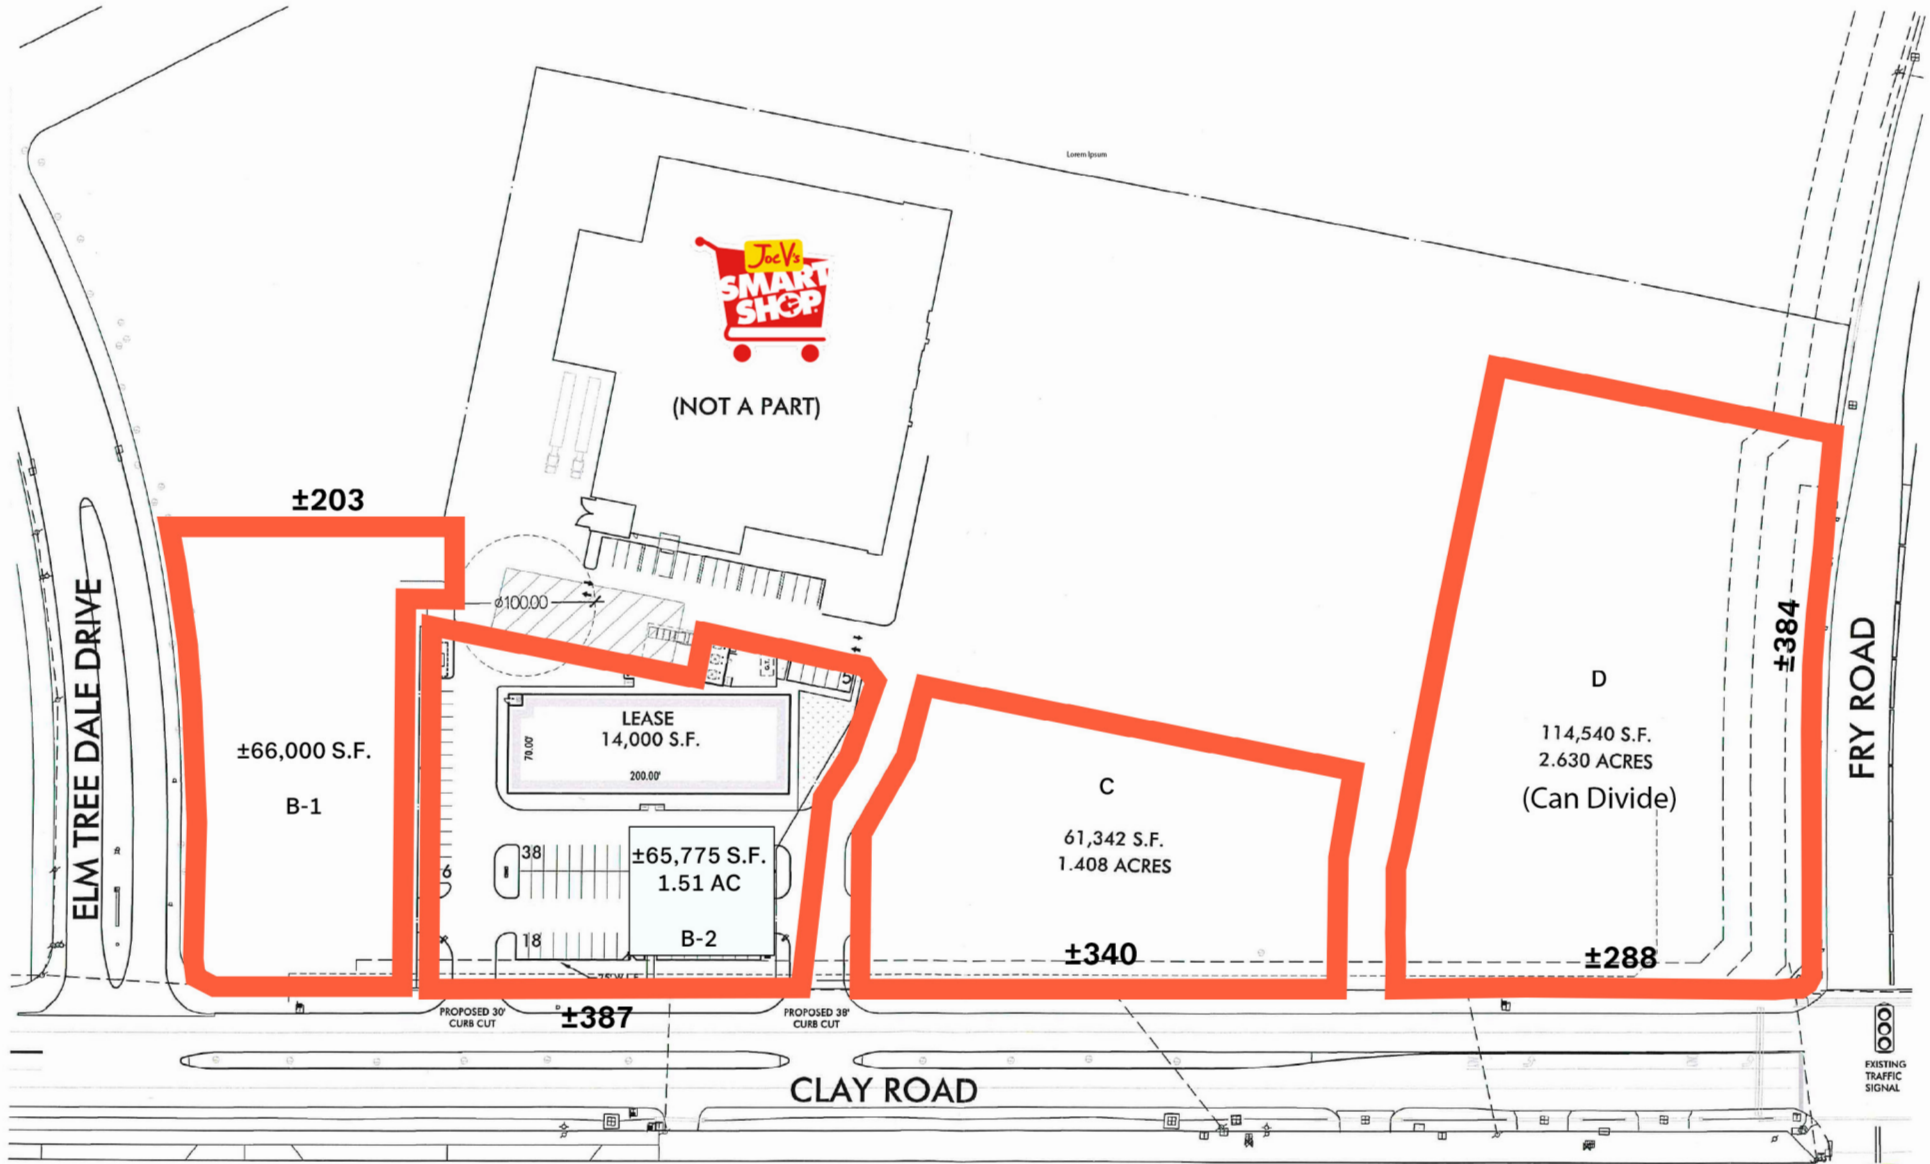 Lorem Ipsum
Joe V's
SMART
SHOP
(NOT A PART)
±203
ø100.00
ELM TREE DALE DRIVE
±66,000 S.F.
B-1
LEASE
14,000 S.F.
70.00'
200.00'
G.T.
5
6
38
18
±65,775 S.F.
1.51 AC
B-2
C
61,342 S.F.
1.408 ACRES
±340
D
114,540 S.F.
2.630 ACRES
(Can Divide)
±288
±384
FRY ROAD
PROPOSED 30'
CURB CUT
±387
PROPOSED 38'
CURB CUT
CLAY ROAD
EXISTING
TRAFFIC
SIGNAL